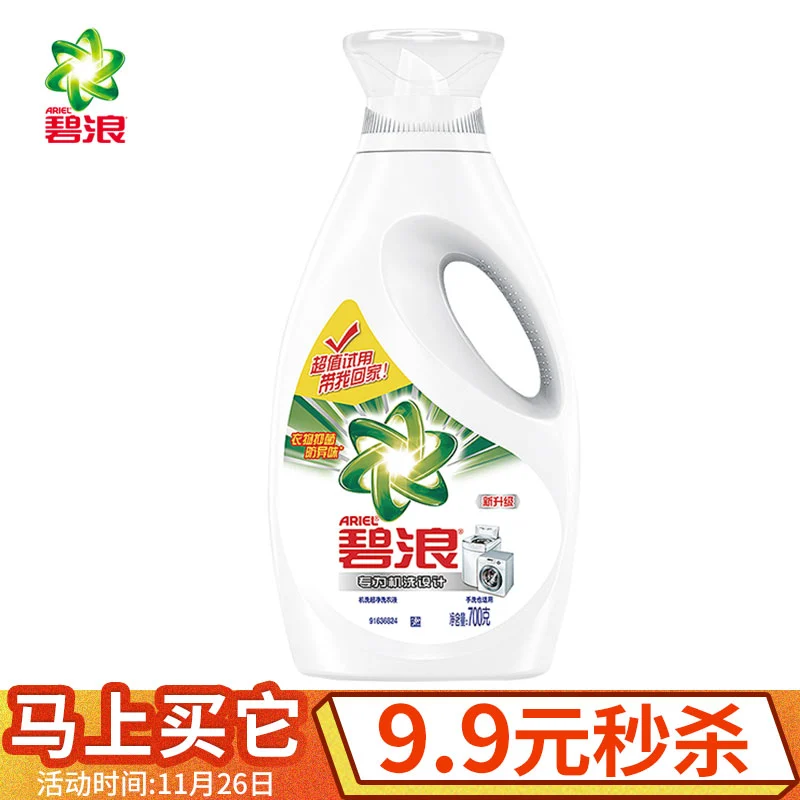 ARIEL
碧浪
超值试用
带我回家!
衣物抑菌
防异味*
新升级
ARIEL
碧浪
专为机洗设计
机洗超净洗衣液
手洗也适用
91636824
净含量:700克
马上买它
活动时间:11月26日
9.9元秒杀